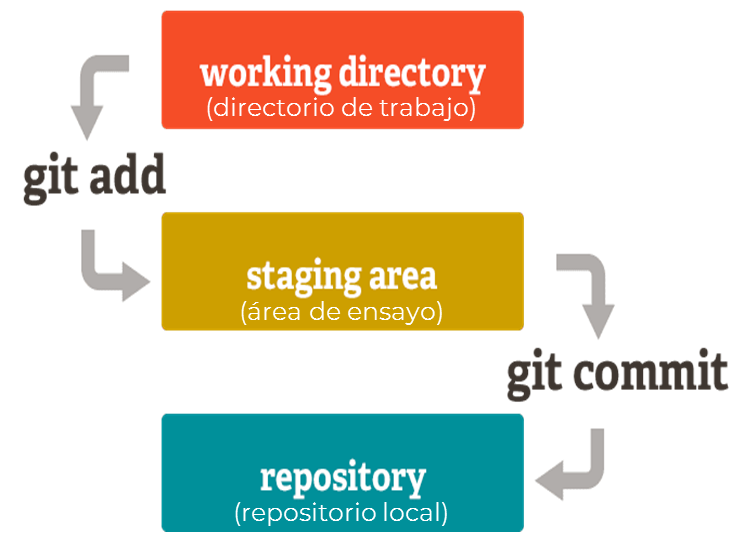 working directory
(directorio de trabajo)
git add
staging area
(área de ensayo)
git commit
repository
(repositorio local)